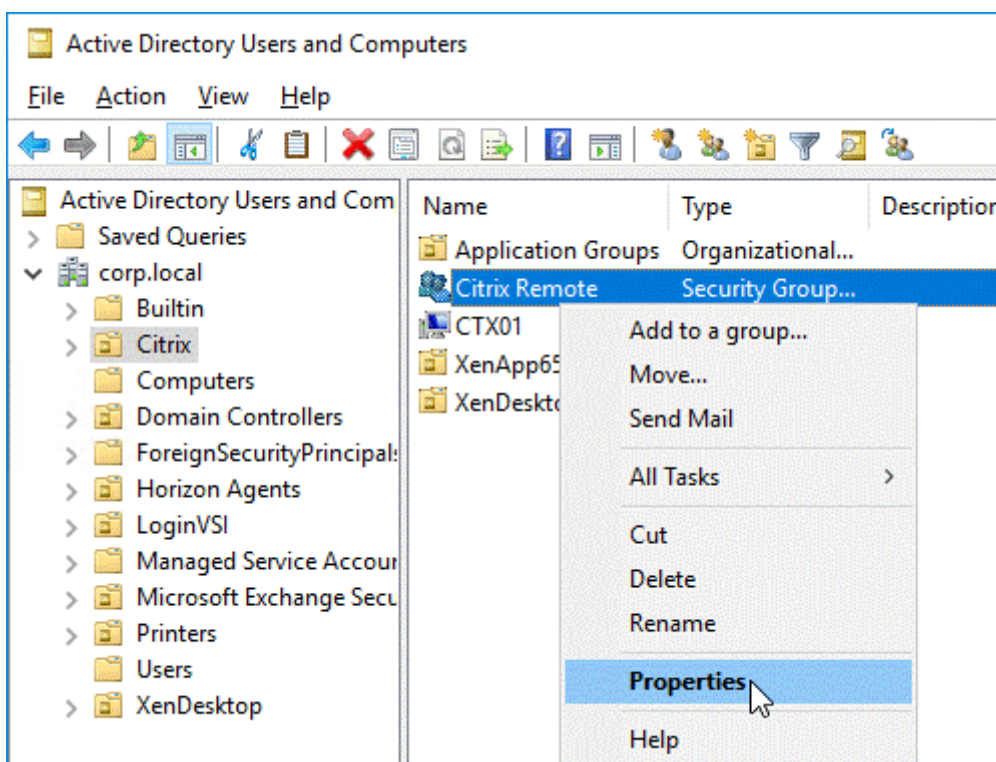 Active Directory Users and Computers
File Action View Help
Active Directory Users and Com
Saved Queries
corp.local
Builtin
Citrix
Computers
Domain Controllers
ForeignSecurityPrincipal:
Horizon Agents
LoginVSI
Managed Service Accour
Microsoft Exchange Secu
Printers
Users
XenDesktop
Name Type Description
Application Groups Organizational...
Citrix Remote Security Group...
CTX01
XenApp65
XenDeskto
Add to a group...
Move...
Send Mail
All Tasks
Cut
Delete
Rename
Properties
Help